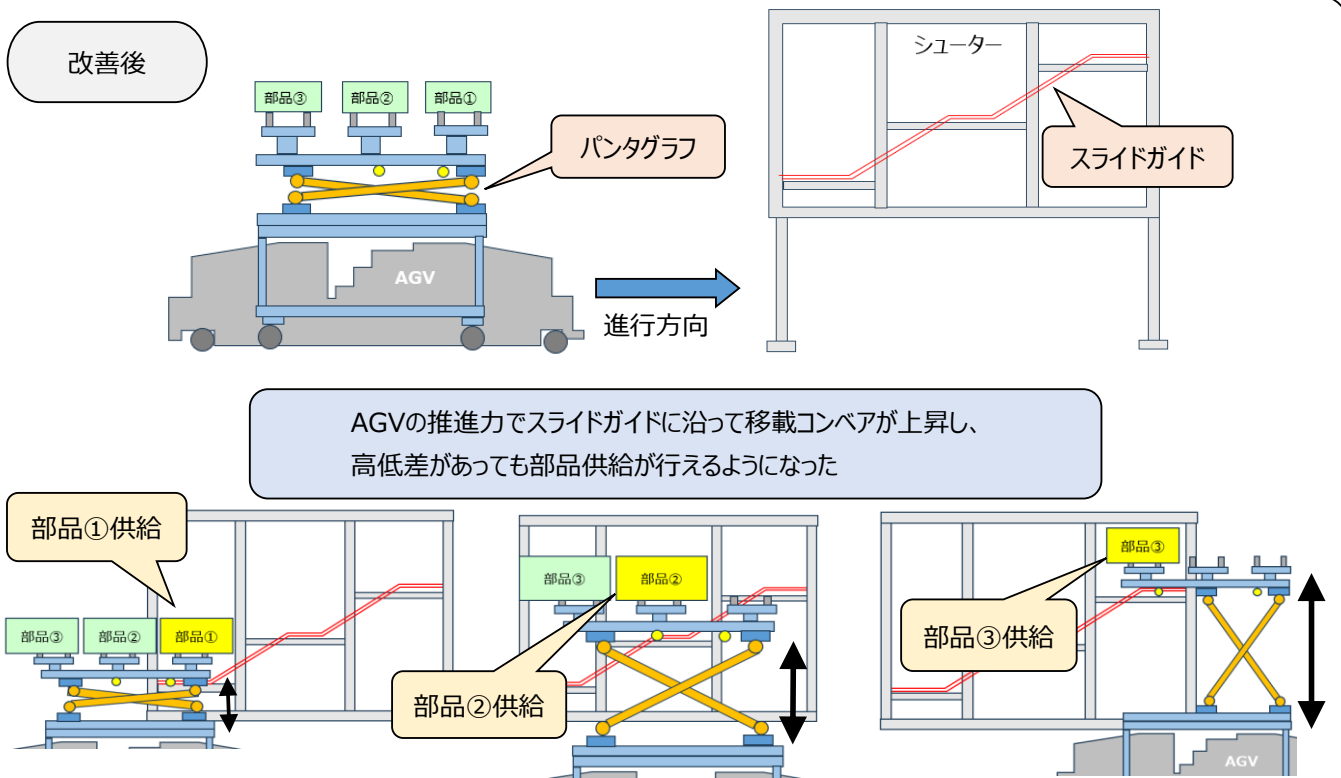 改善後
シューター
部品③
部品②
部品①
パンタグラフ
スライドガイド
AGV
進行方向
AGVの推進力でスライドガイドに沿って移載コンベアが上昇し、
高低差があっても部品供給が行えるようになった
部品①供給
部品③
部品②
部品①
部品③
部品②
部品②供給
部品③
部品③供給
AGV